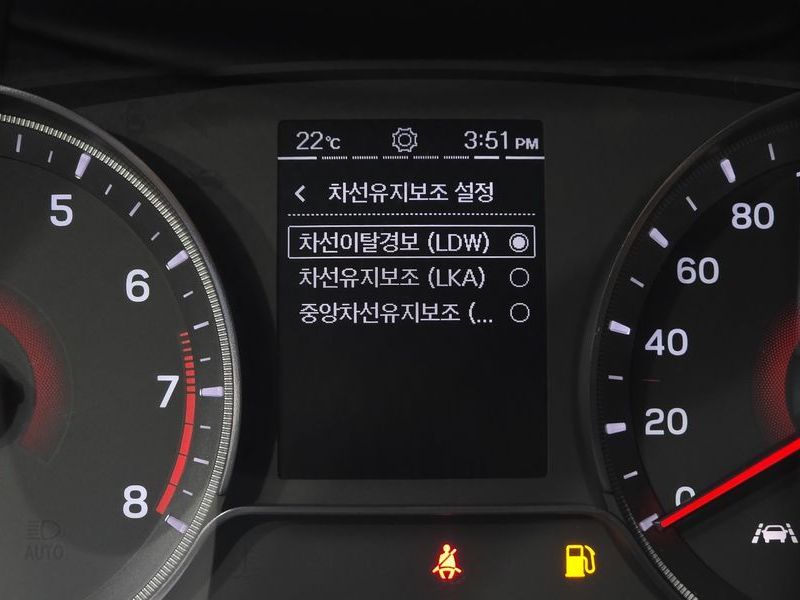 22℃ 3:51 PM
차선유지보조 설정
차선이탈경보 (LDW)
차선유지보조 (LKA)
중앙차선유지보조 (...
5
6
7
8
80
60
40
20
0
AUTO